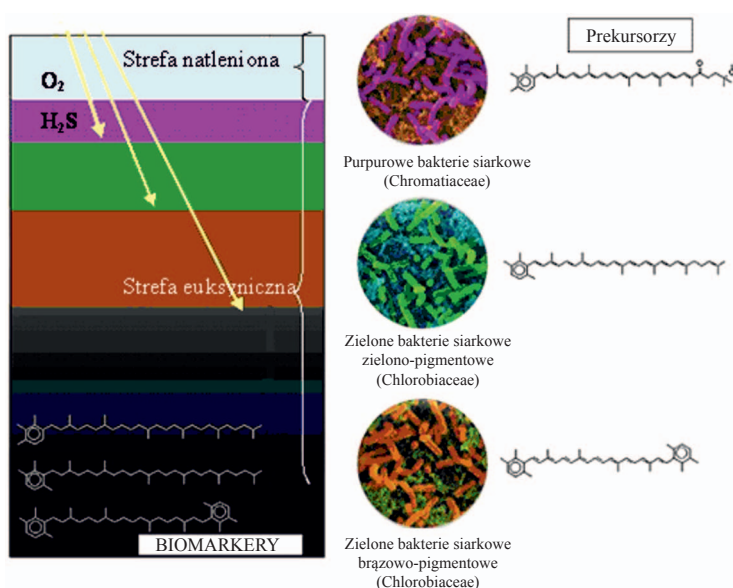 Strefa natleniona
O₂
H₂S
Strefa euksyniczna
BIOMARKERY
Purpurowe bakterie siarkowe
(Chromatiaceae)
Zielone bakterie siarkowe
zielono-pigmentowe
(Chlorobiaceae)
Zielone bakterie siarkowe
brązowo-pigmentowe
(Chlorobiaceae)
Prekursorzy